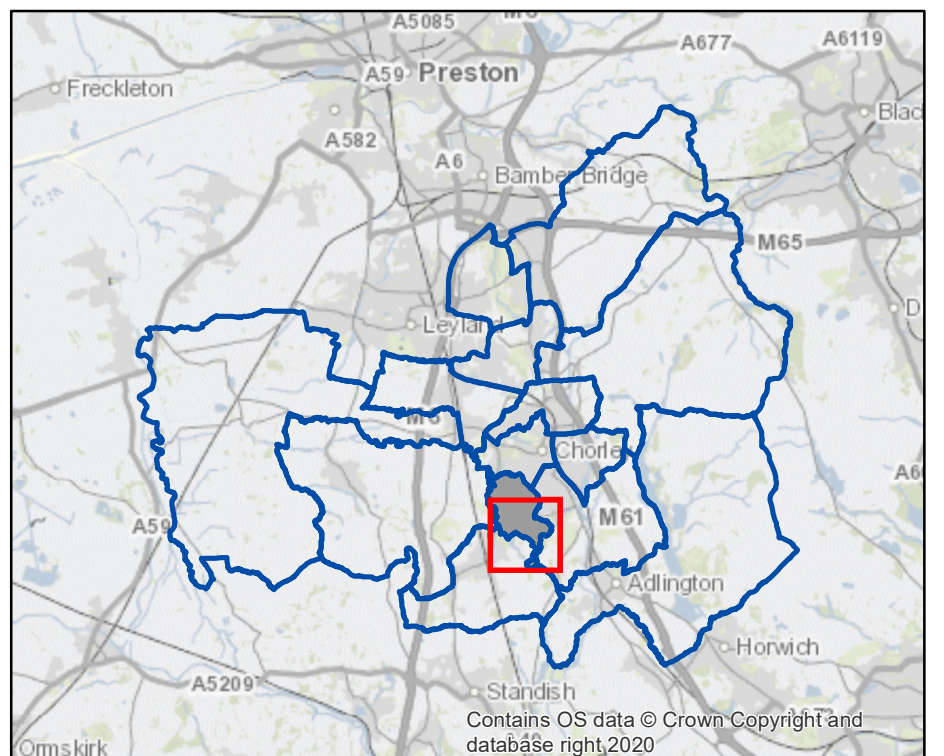 A5085
A677
A6119
A59
Preston
Freckleton
A582
A6
Bamber Bridge
M65
Leyland
M6
Chorle
A59
M61
Adlington
Horwich
A5209
Standish
Contains OS data © Crown Copyright and
database right 2020
Ormskirk